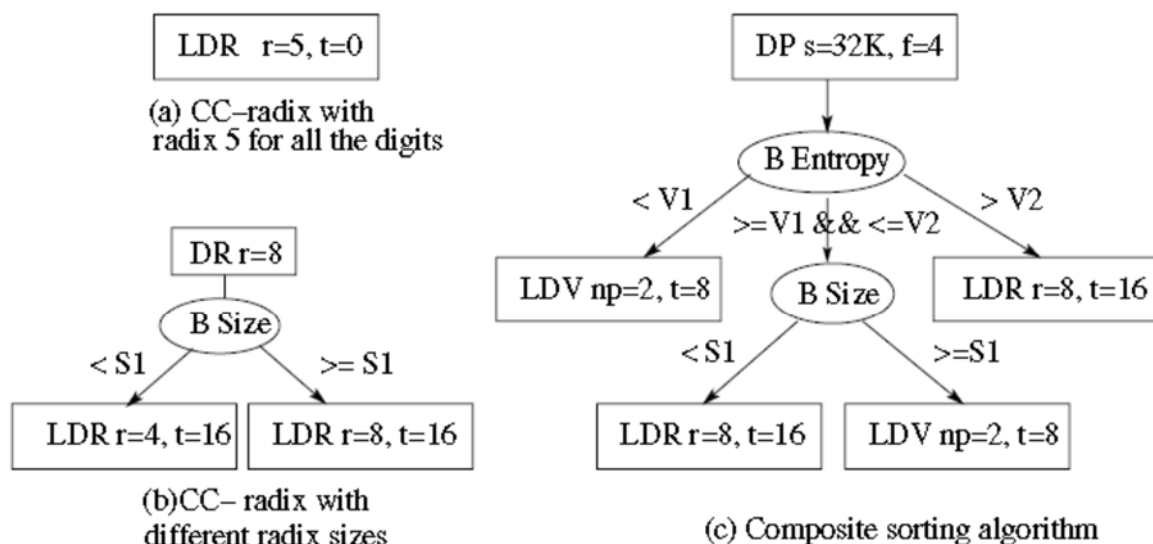 LDR r=5, t=0
(a) CC–radix with
radix 5 for all the digits
DR r=8
B Size
< S1
>= S1
LDR r=4, t=16
LDR r=8, t=16
(b)CC– radix with
different radix sizes
DP s=32K, f=4
B Entropy
< V1
>=V1 && <=V2
> V2
LDV np=2, t=8
B Size
LDR r=8, t=16
< S1
>=S1
LDR r=8, t=16
LDV np=2, t=8
(c) Composite sorting algorithm